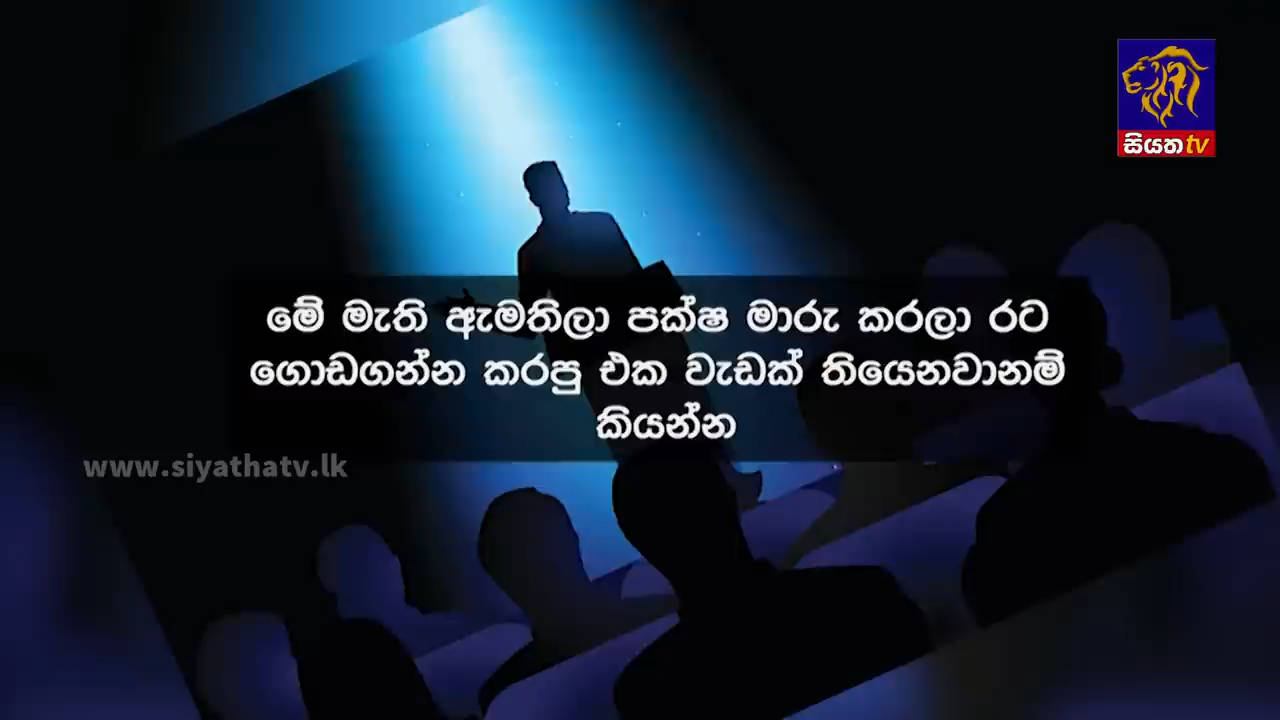 සියත tv
මේ මැති ඇමතිලා පක්ෂ මාරු කරලා රට
ගොඩගන්න කරපු එක වැඩක් තියෙනවානම්
කියන්න
www.siyathatv.lk